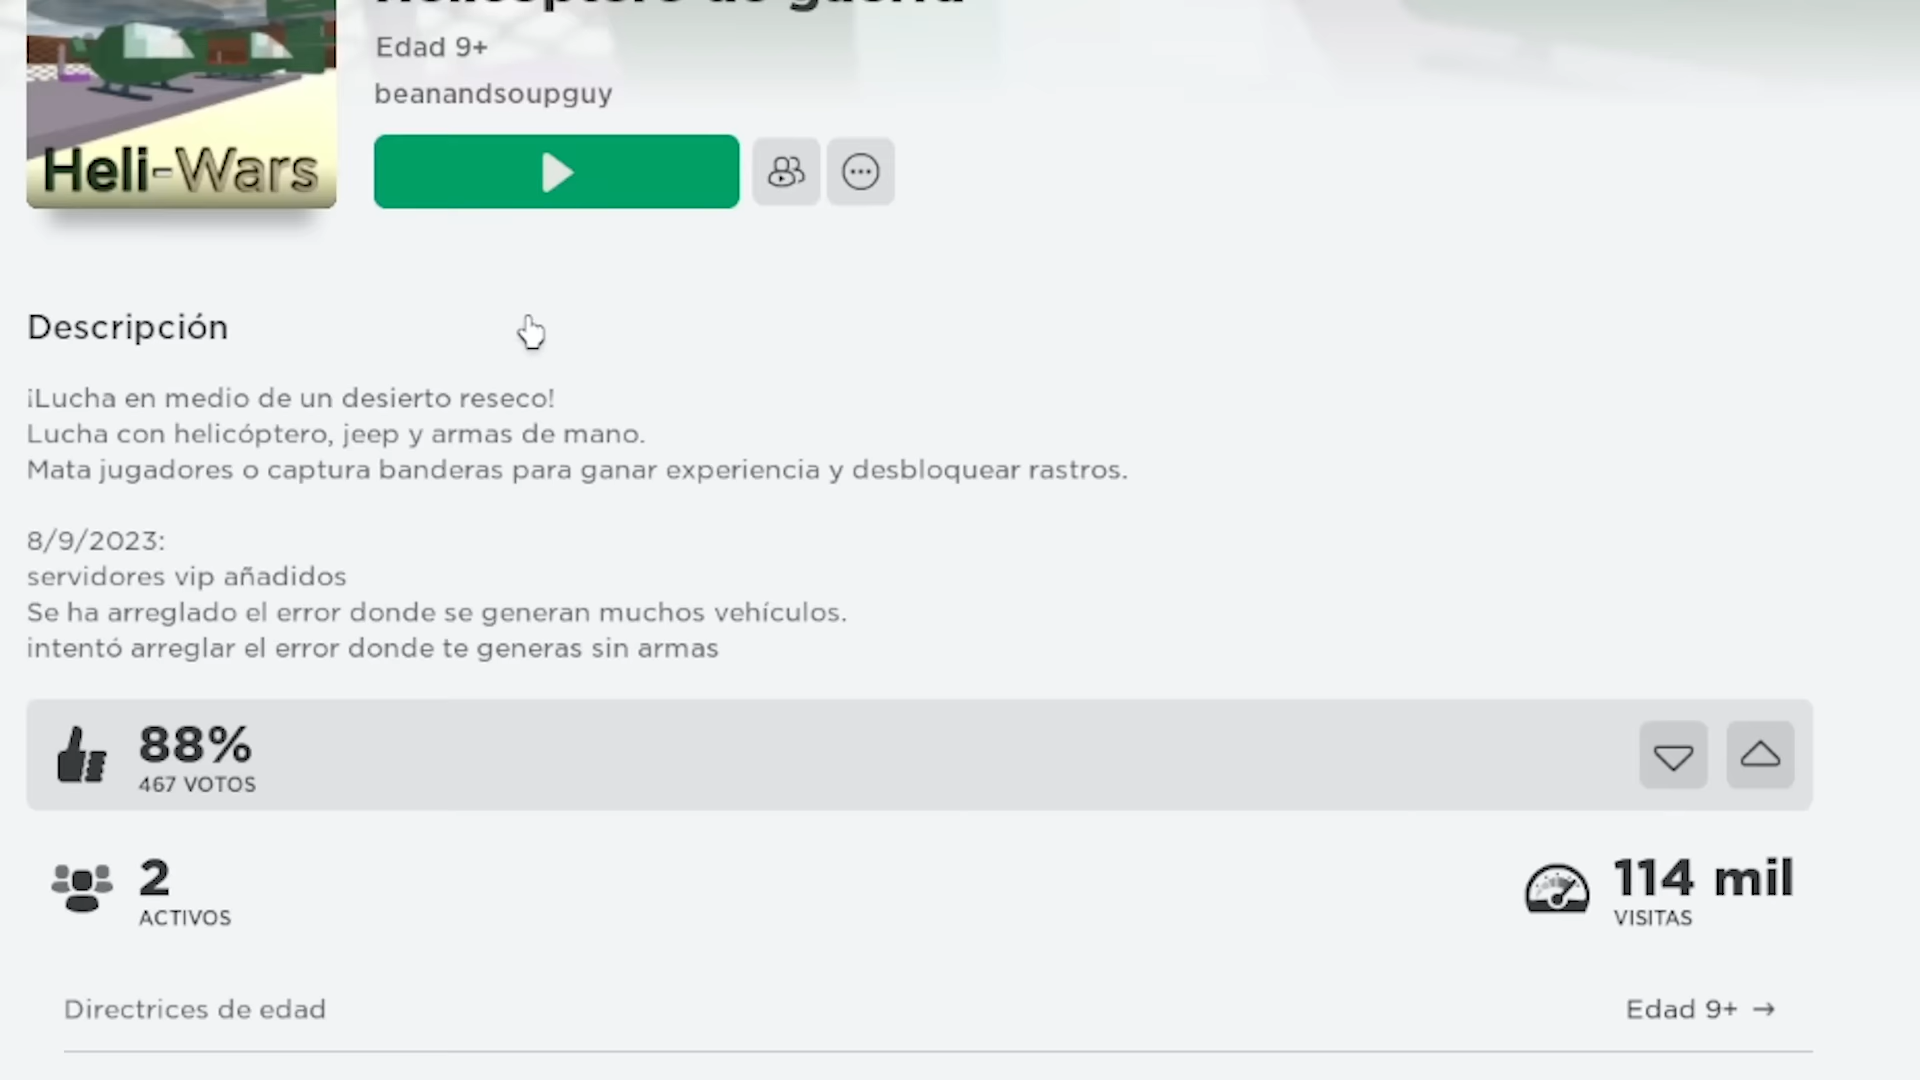 Helicóptero de guerra
Edad 9+
beanandsoupguy
Heli-Wars
Descripción
¡Lucha en medio de un desierto reseco!
Lucha con helicóptero, jeep y armas de mano.
Mata jugadores o captura banderas para ganar experiencia y desbloquear rastros.
8/9/2023:
servidores vip añadidos
Se ha arreglado el error donde se generan muchos vehículos.
intentó arreglar el error donde te generas sin armas
88%
467 VOTOS
2
ACTIVOS
114 mil
VISITAS
Directrices de edad
Edad 9+ →